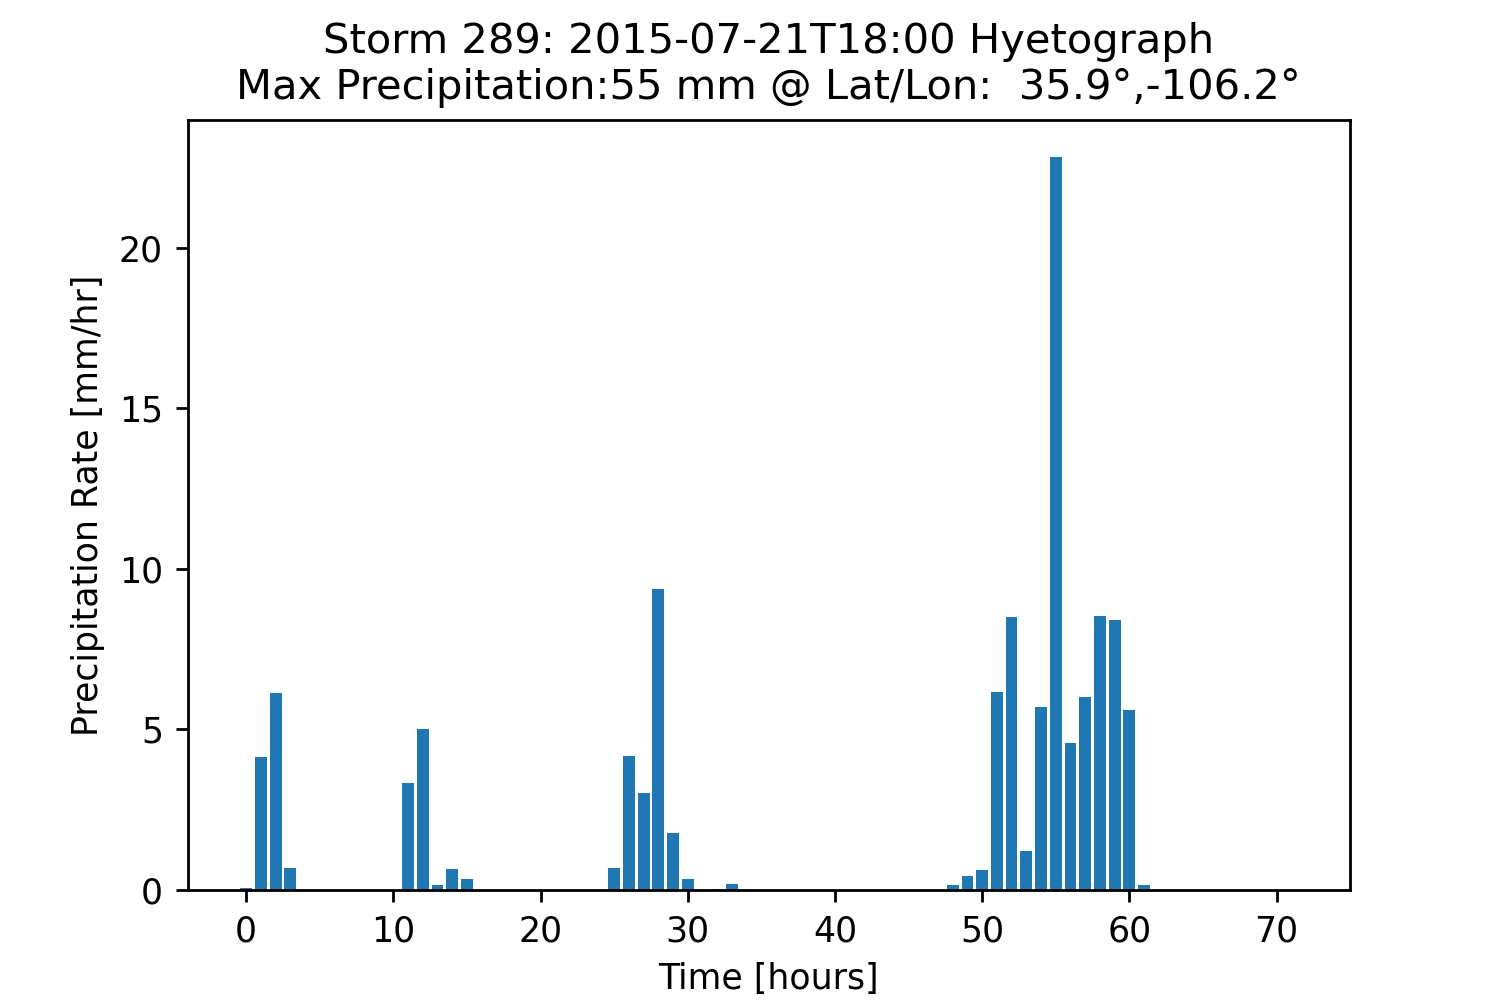 Storm 289: 2015-07-21T18:00 Hyetograph
Max Precipitation:55 mm @ Lat/Lon:  35.9°,-106.2°
20
15
10
5
0
Precipitation Rate [mm/hr]
0 10 20 30 40 50 60 70
Time [hours]